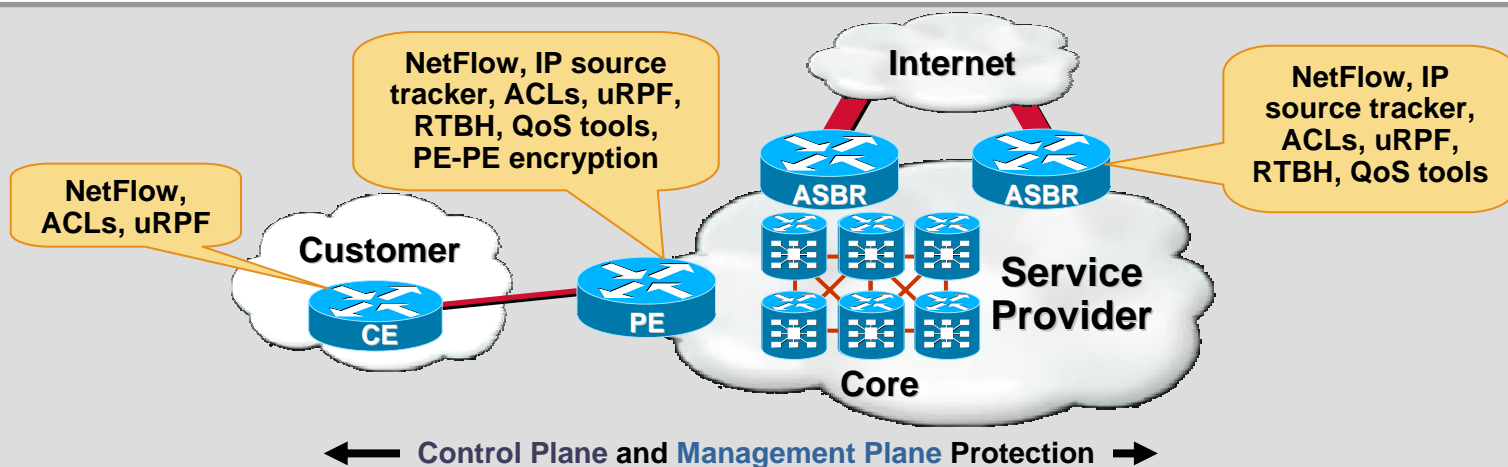 NetFlow, IP source
tracker, ACLs, uRPF,
RTBH, QoS tools,
PE-PE encryption
Internet
NetFlow, IP
source tracker,
ACLs, uRPF,
RTBH, QoS tools
NetFlow,
ACLs, uRPF
ASBR
ASBR
Customer
CE
PE
Service
Provider
Core
Control Plane and Management Plane Protection